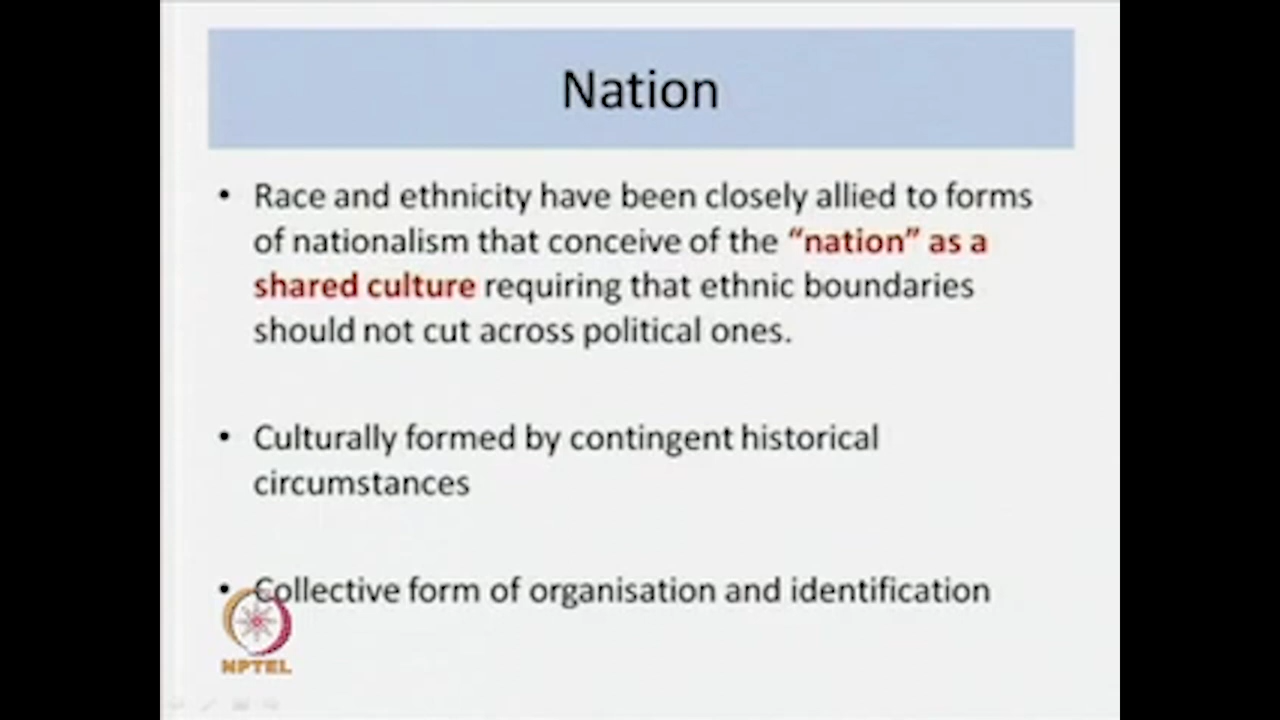 Nation
• Race and ethnicity have been closely allied to forms
of nationalism that conceive of the “nation” as a
shared culture requiring that ethnic boundaries
should not cut across political ones.
• Culturally formed by contingent historical
circumstances
• Collective form of organisation and identification
NPTEL